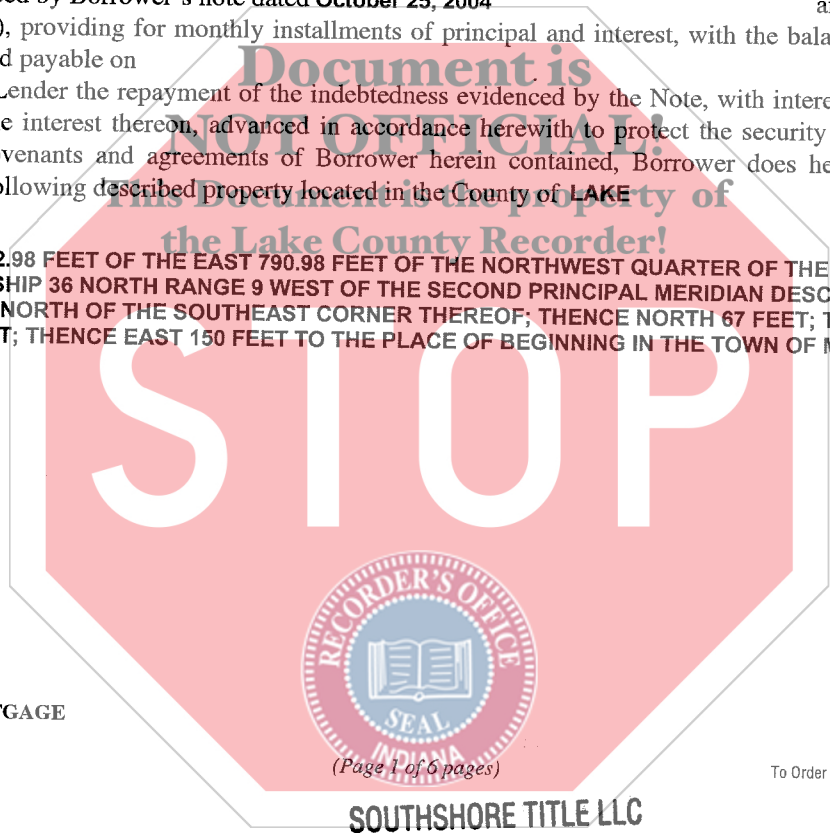 ced by Borrower's note dated October 25, 2004 an
), providing for monthly installments of principal and interest, with the bala
d payable on
Document is
Lender the repayment of the indebtedness evidenced by the Note, with intere
NOT OFFICIAL!
e interest thereon, advanced in accordance herewith to protect the security
venants and agreements of Borrower herein contained, Borrower does he
ollowing described property located in the County of LAKE
This Document is the property of
the Lake County Recorder!
2.98 FEET OF THE EAST 790.98 FEET OF THE NORTHWEST QUARTER OF THE
SHIP 36 NORTH RANGE 9 WEST OF THE SECOND PRINCIPAL MERIDIAN DESC
NORTH OF THE SOUTHEAST CORNER THEREOF; THENCE NORTH 67 FEET; T
T; THENCE EAST 150 FEET TO THE PLACE OF BEGINNING IN THE TOWN OF M
STOP
RECORDER'S OFFICE
SEAL
INDIANA
TGAGE
(Page 1 of 6 pages)
To Order
SOUTHSHORE TITLE LLC